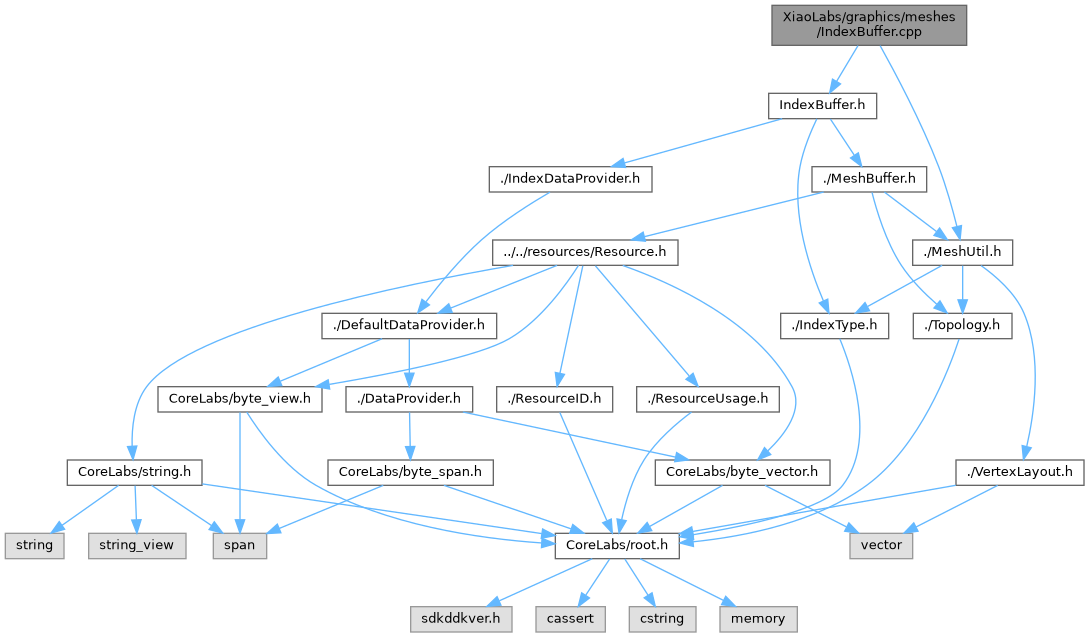 XiaoLabs/graphics/meshes
/IndexBuffer.cpp
IndexBuffer.h
./IndexDataProvider.h
./MeshBuffer.h
../../resources/Resource.h
./MeshUtil.h
./DefaultDataProvider.h
./IndexType.h
./Topology.h
CoreLabs/byte_view.h
./DataProvider.h
./ResourceID.h
./ResourceUsage.h
CoreLabs/string.h
CoreLabs/byte_span.h
CoreLabs/byte_vector.h
./VertexLayout.h
string
string_view
span
CoreLabs/root.h
vector
sdkddkver.h
cassert
cstring
memory